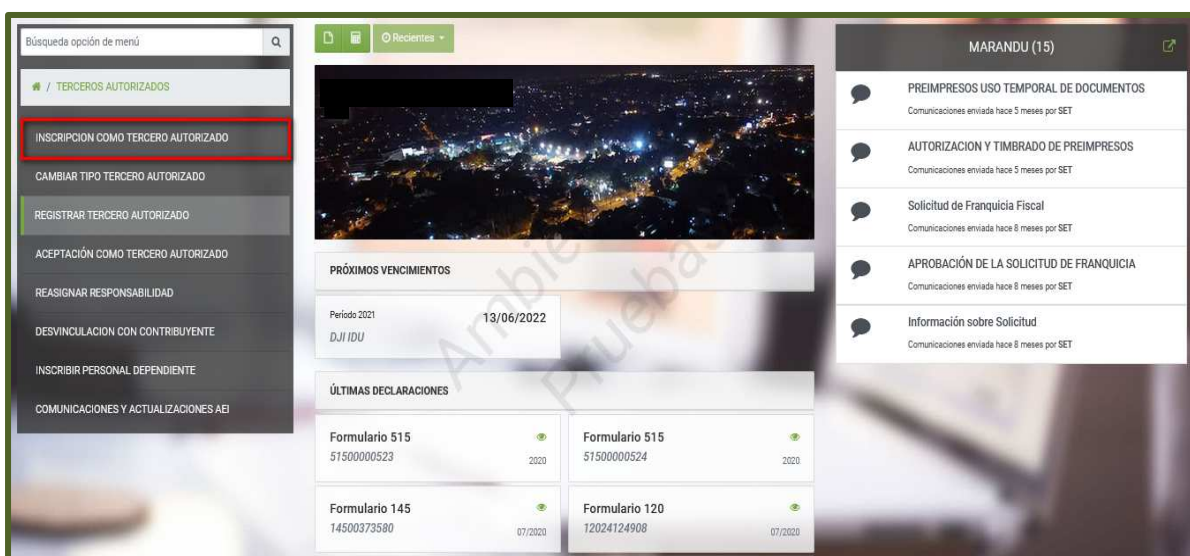 Búsqueda opción de menú
/ TERCEROS AUTORIZADOS
INSCRIPCION COMO TERCERO AUTORIZADO
CAMBIAR TIPO TERCERO AUTORIZADO
REGISTRAR TERCERO AUTORIZADO
ACEPTACIÓN COMO TERCERO AUTORIZADO
REASIGNAR RESPONSABILIDAD
DESVINCULACION CON CONTRIBUYENTE
INSCRIBIR PERSONAL DEPENDIENTE
COMUNICACIONES Y ACTUALIZACIONES AEI
Recientes
PRÓXIMOS VENCIMIENTOS
Periodo 2021
13/06/2022
DJI IDU
ÚLTIMAS DECLARACIONES
Formulario 515
51500000523
2020
Formulario 515
51500000524
2020
Formulario 145
14500373580
07/2020
Formulario 120
12024124908
07/2020
MARANDU (15)
PREIMPRESOS USO TEMPORAL DE DOCUMENTOS
Comunicaciones enviada hace 5 meses por SET
AUTORIZACION Y TIMBRADO DE PREIMPRESOS
Comunicaciones enviada hace 5 meses por SET
Solicitud de Franquicia Fiscal
Comunicaciones enviada hace 8 meses por SET
APROBACIÓN DE LA SOLICITUD DE FRANQUICIA
Comunicaciones enviada hace 8 meses por SET
Información sobre Solicitud
Comunicaciones enviada hace 8 meses por SET
Pruebas